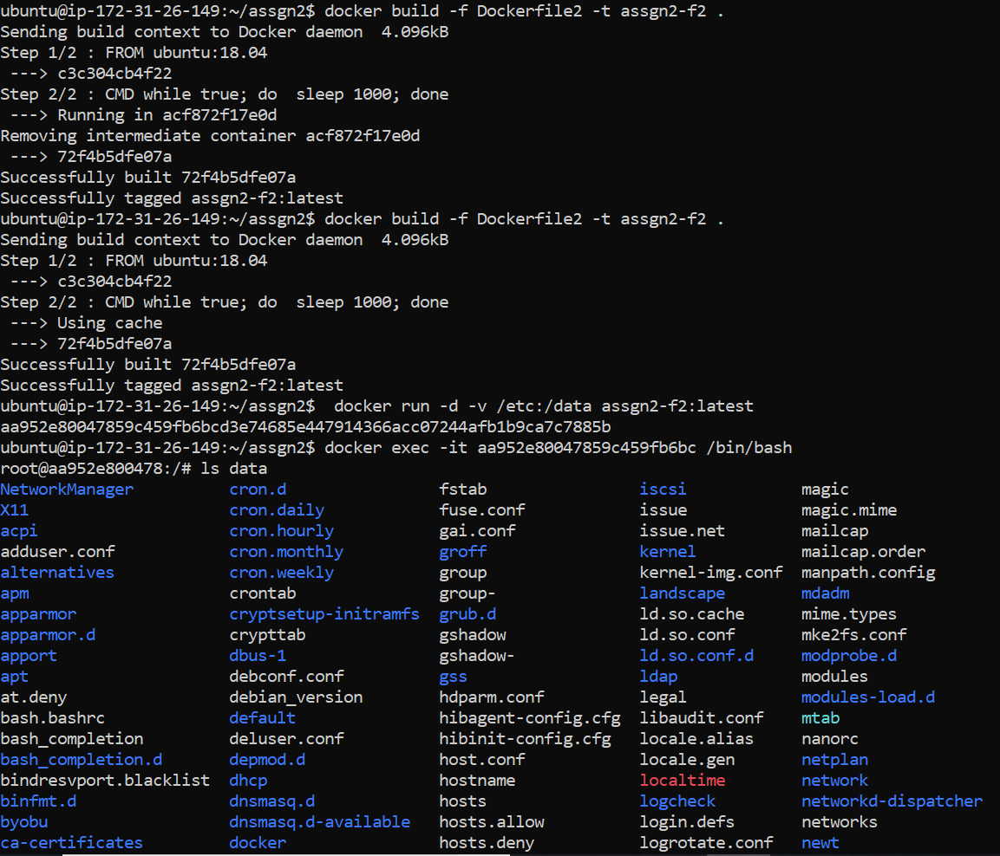 ubuntu@ip-172-31-26-149:~/assgn2$ docker build -f Dockerfile2 -t assgn2-f2 .
Sending build context to Docker daemon  4.096kB
Step 1/2 : FROM ubuntu:18.04
 ---> c3c304cb4f22
Step 2/2 : CMD while true; do  sleep 1000; done
 ---> Running in acf872f17e0d
Removing intermediate container acf872f17e0d
 ---> 72f4b5dfe07a
Successfully built 72f4b5dfe07a
Successfully tagged assgn2-f2:latest
ubuntu@ip-172-31-26-149:~/assgn2$ docker build -f Dockerfile2 -t assgn2-f2 .
Sending build context to Docker daemon  4.096kB
Step 1/2 : FROM ubuntu:18.04
 ---> c3c304cb4f22
Step 2/2 : CMD while true; do  sleep 1000; done
 ---> Using cache
 ---> 72f4b5dfe07a
Successfully built 72f4b5dfe07a
Successfully tagged assgn2-f2:latest
ubuntu@ip-172-31-26-149:~/assgn2$  docker run -d -v /etc:/data assgn2-f2:latest
aa952e80047859c459fb6bcd3e74685e447914366acc07244afb1b9ca7c7885b
ubuntu@ip-172-31-26-149:~/assgn2$ docker exec -it aa952e80047859c459fb6bc /bin/bash
root@aa952e800478:/# ls data
NetworkManager cron.d fstab iscsi magic
X11 cron.daily fuse.conf issue magic.mime
acpi cron.hourly gai.conf issue.net mailcap
adduser.conf cron.monthly groff kernel mailcap.order
alternatives cron.weekly group kernel-img.conf manpath.config
apm crontab group- landscape mdadm
apparmor cryptsetup-initramfs grub.d ld.so.cache mime.types
apparmor.d crypttab gshadow ld.so.conf mke2fs.conf
apport dbus-1 gshadow- ld.so.conf.d modprobe.d
apt debconf.conf gss ldap modules
at.deny debian_version hdparm.conf legal modules-load.d
bash.bashrc default hibagent-config.cfg libaudit.conf mtab
bash_completion deluser.conf hibinit-config.cfg locale.alias nanorc
bash_completion.d depmod.d host.conf locale.gen netplan
bindresvport.blacklist dhcp hostname localtime network
binfmt.d dnsmasq.d hosts logcheck networkd-dispatcher
byobu dnsmasq.d-available hosts.allow login.defs networks
ca-certificates docker hosts.deny logrotate.conf newt